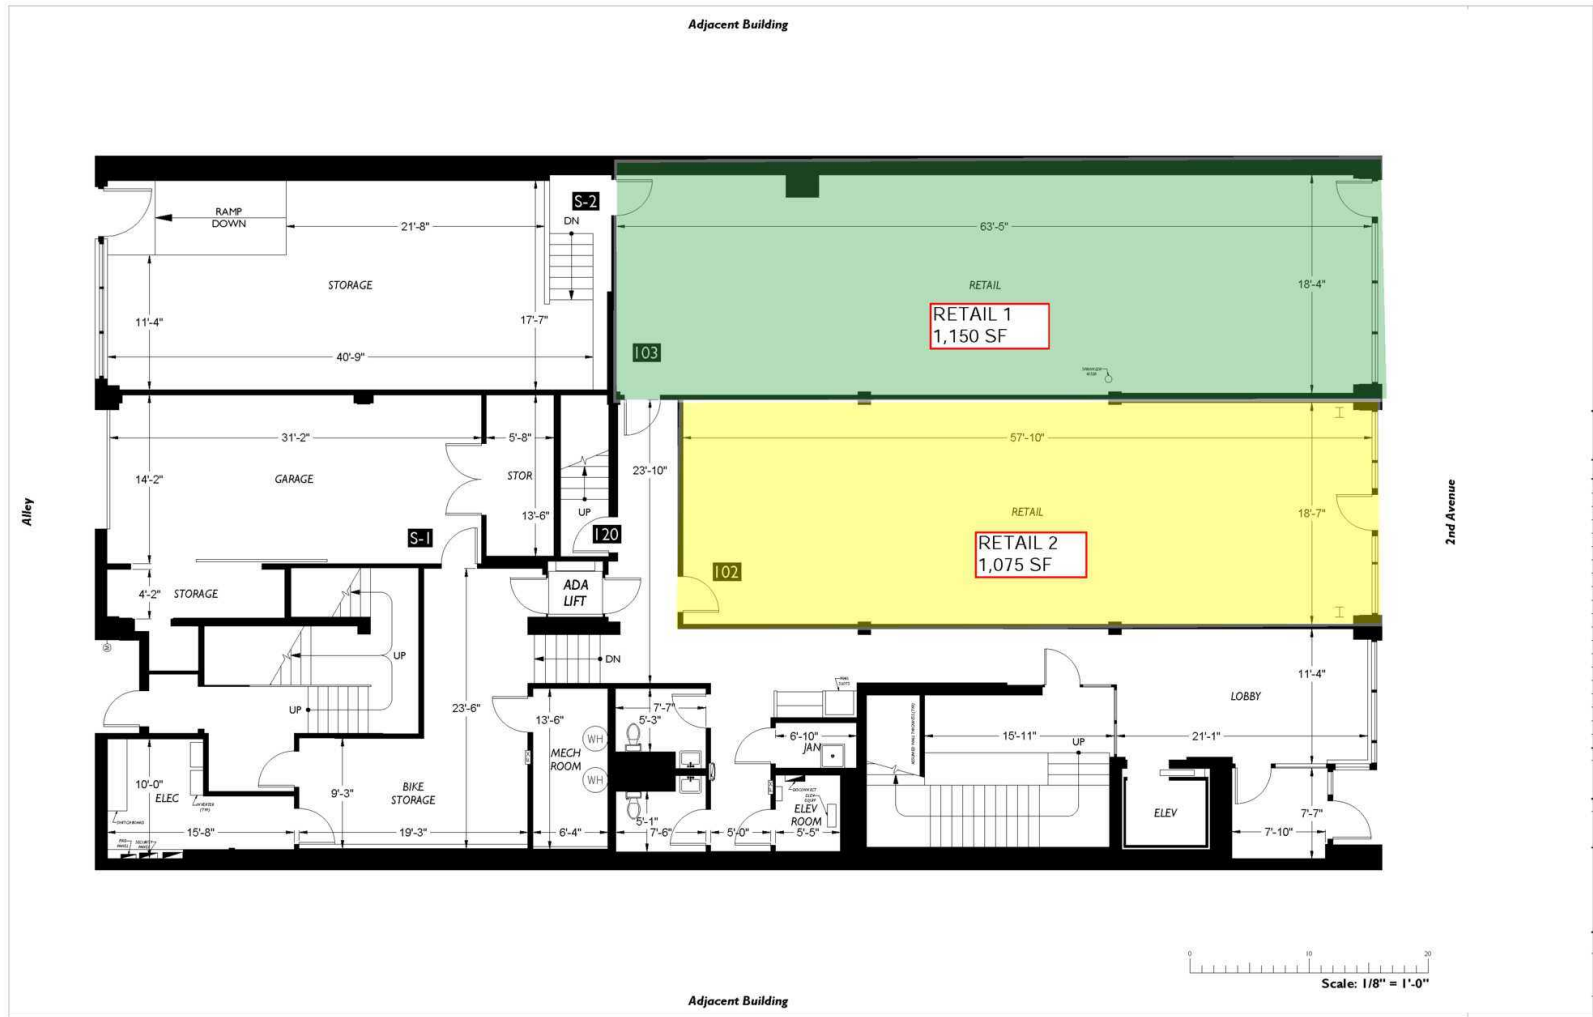 Adjacent Building
S-2
RAMP
DOWN
DN
21'-8"
63'-5"
STORAGE
RETAIL
18'-4"
11'-4"
17'-7"
RETAIL 1
1,150 SF
40'-9"
103
31'-2"
5'-8"
57'-10"
14'-2"
GARAGE
STOR
23'-10"
Alley
2nd Avenue
UP
13'-6"
RETAIL
18'-7"
S-1
120
RETAIL 2
1,075 SF
102
4'-2"
STORAGE
ADA
LIFT
UP
DN
11'-4"
LOBBY
UP
23'-6"
13'-6"
7'-7"
5'-3"
6'-10"
JAN
15'-11"
UP
21'-1"
MECH
ROOM
WH
WH
10'-0"
ELEC
9'-3"
BIKE
STORAGE
DISCONNECT
ELEV
ROOM
ELEV
7'-7"
5'-1"
15'-8"
19'-3"
6'-4"
7'-6"
5'-0"
5'-5"
7'-10"
0
10
20
Scale: 1/8" = 1'-0"
Adjacent Building